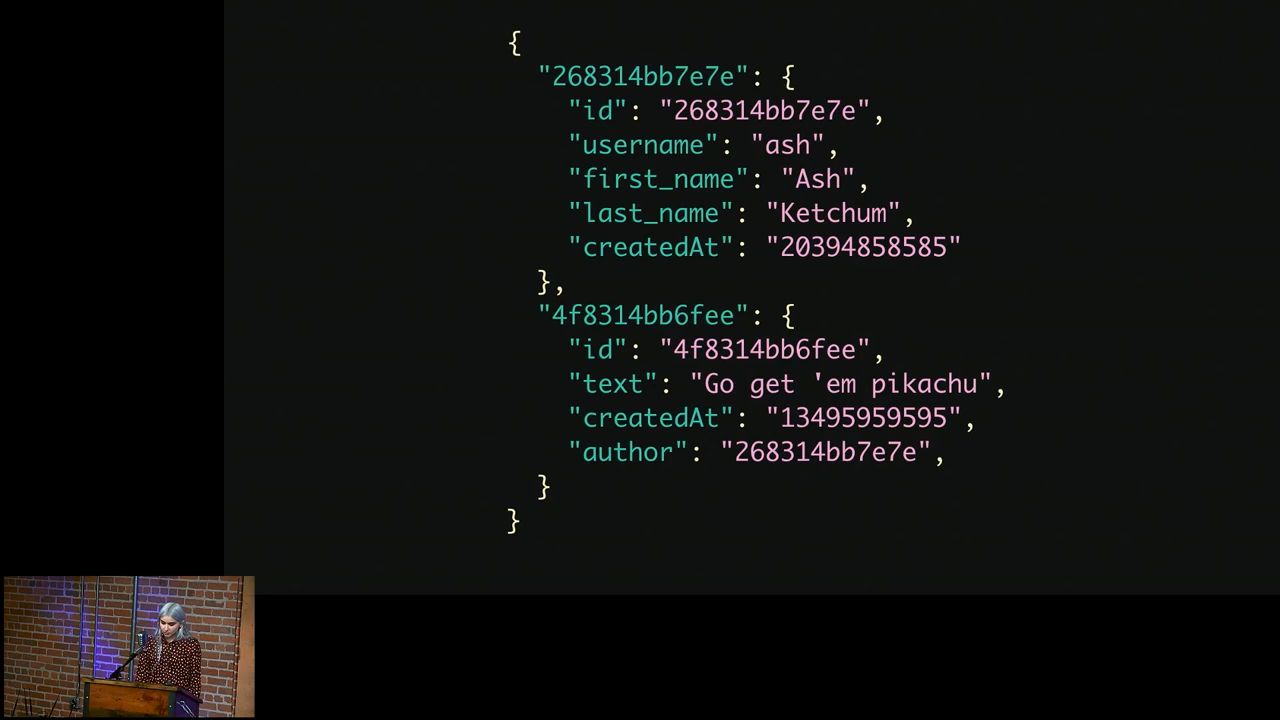 {
"268314bb7e7e": {
"id": "268314bb7e7e",
"username": "ash",
"first_name": "Ash",
"last_name": "Ketchum",
"createdAt": "20394858585"
},
"4f8314bb6fee": {
"id": "4f8314bb6fee",
"text": "Go get 'em pikachu",
"createdAt": "13495959595",
"author": "268314bb7e7e",
}
}